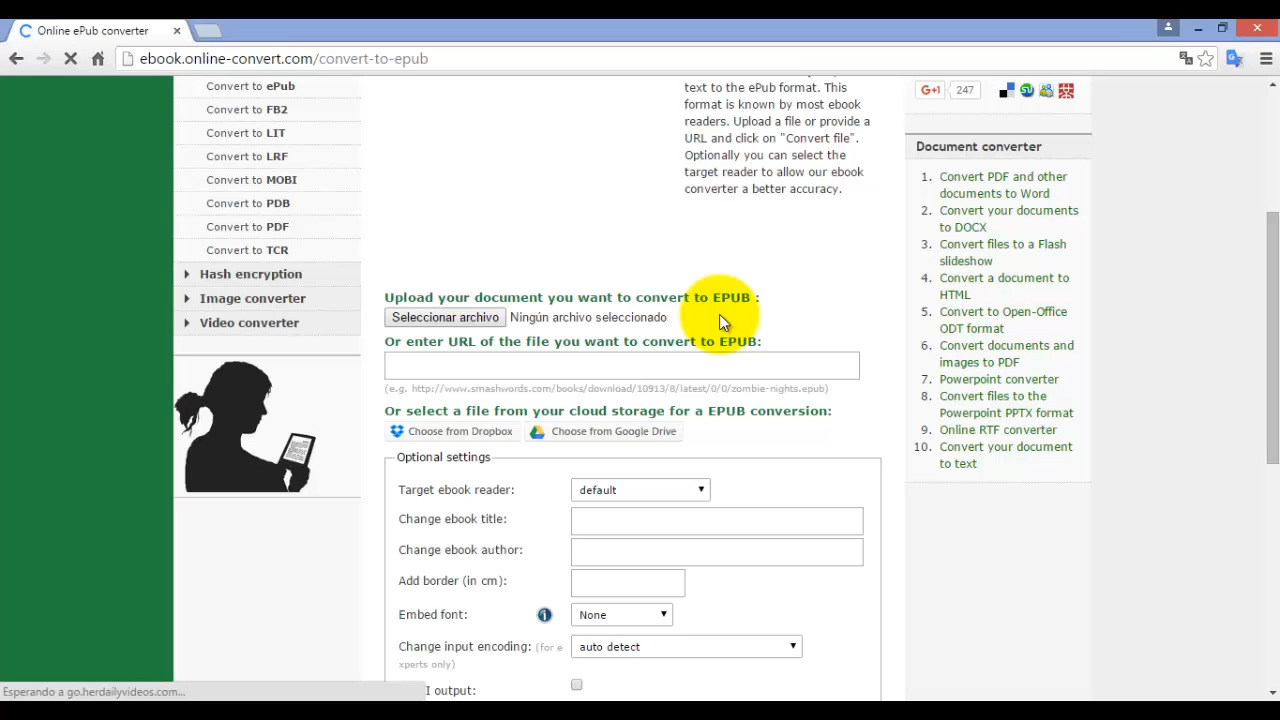 Online ePub converter
ebook.online-convert.com/convert-to-epub
Convert to ePub
Convert to FB2
Convert to LIT
Convert to LRF
Convert to MOBI
Convert to PDB
Convert to PDF
Convert to TCR
Hash encryption
Image converter
Video converter
text to the ePub format. This
format is known by most ebook
readers. Upload a file or provide a
URL and click on "Convert file".
Optionally you can select the
target reader to allow our ebook
converter a better accuracy.
Upload your document you want to convert to EPUB :
Seleccionar archivo Ningún archivo seleccionado
Or enter URL of the file you want to convert to EPUB:
(e.g. http://www.smashwords.com/books/download/10913/8/latest/0/0/zombie-nights.epub)
Or select a file from your cloud storage for a EPUB conversion:
Choose from Dropbox Choose from Google Drive
Optional settings
Target ebook reader: default
Change ebook title:
Change ebook author:
Add border (in cm):
Embed font: i None
Change input encoding: (for e auto detect
xperts only)
I output:
G+1 247
Document converter
1. Convert PDF and other
documents to Word
2. Convert your documents
to DOCX
3. Convert files to a Flash
slideshow
4. Convert a document to
HTML
5. Convert to Open-Office
ODT format
6. Convert documents and
images to PDF
7. Powerpoint converter
8. Convert files to the
Powerpoint PPTX format
9. Online RTF converter
10. Convert your document
to text
Esperando a go.herdailyvideos.com...